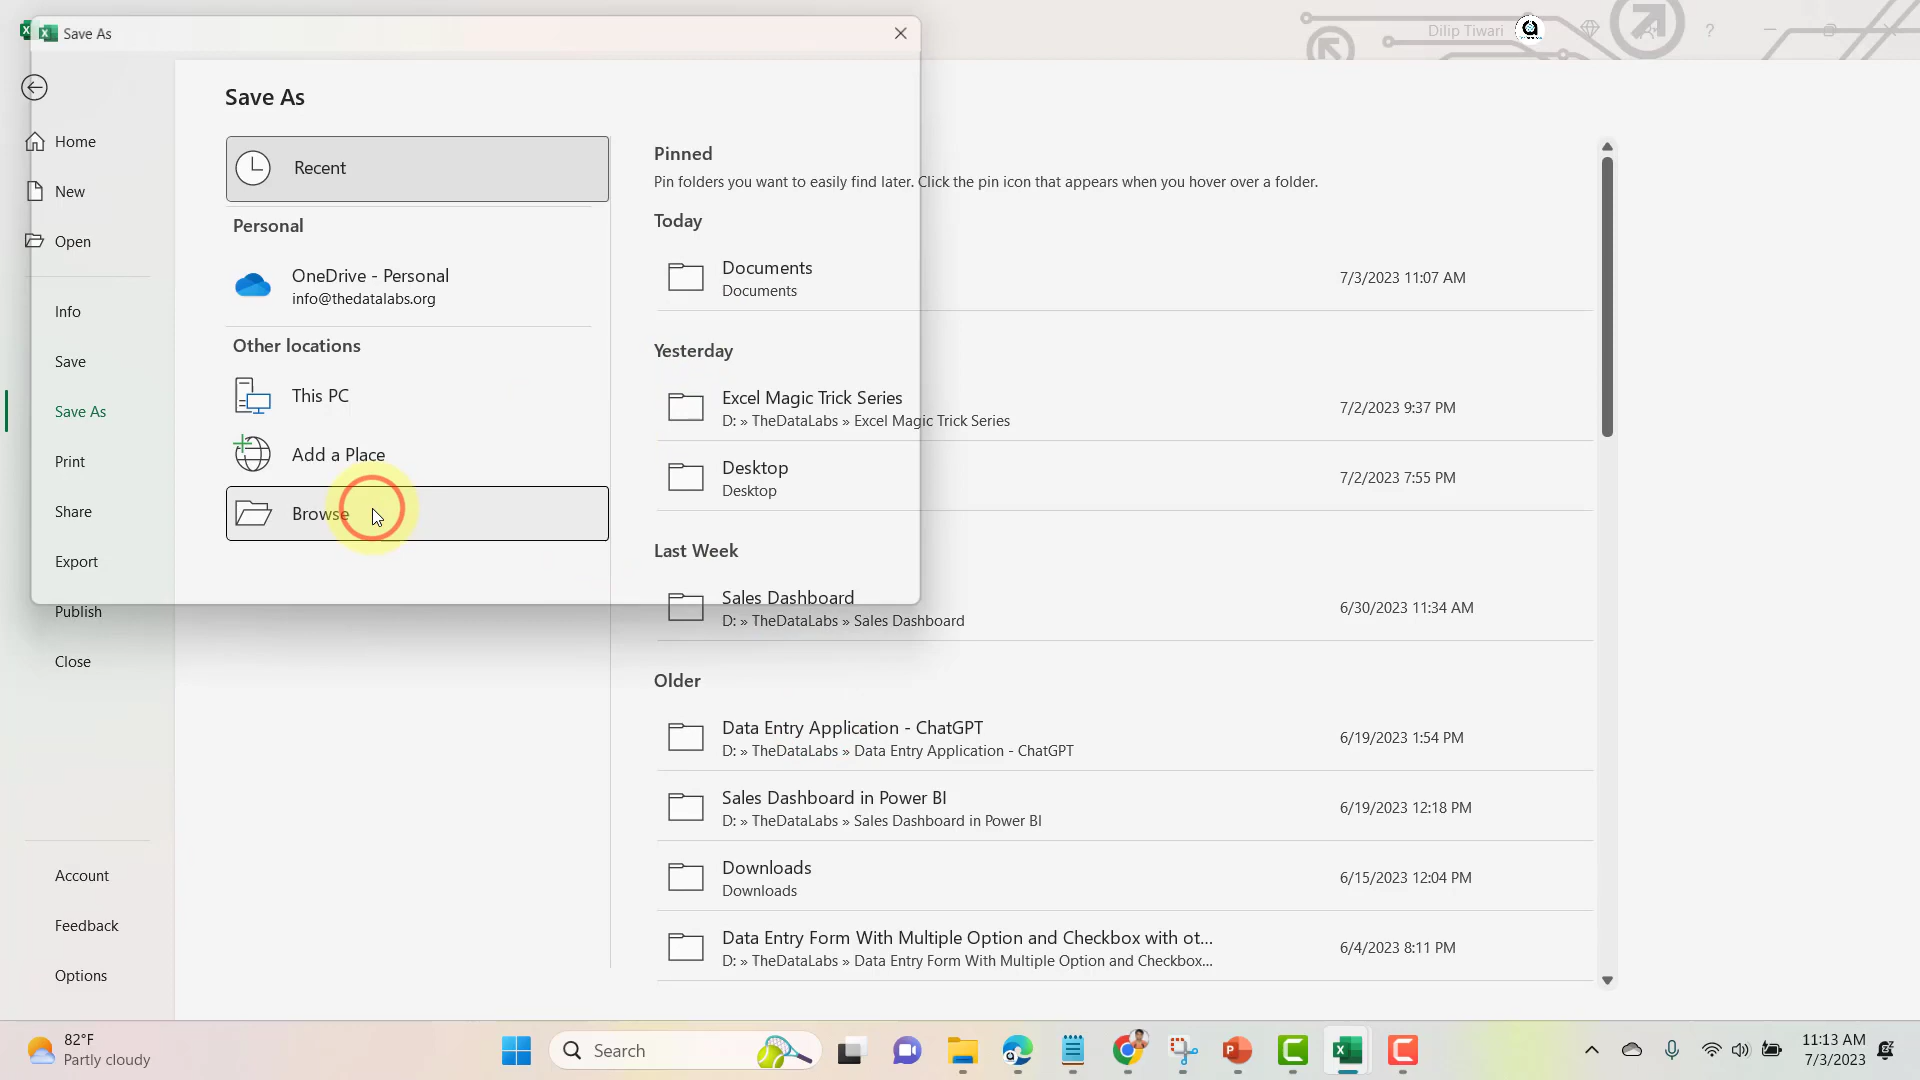 Save As
Dilip Tiwari
?
Save As
Home
New
Open
Info
Save
Save As
Print
Share
Export
Publish
Close
Account
Feedback
Options
Recent
Personal
OneDrive - Personal
info@thedatalabs.org
Other locations
This PC
Add a Place
Browse
Pinned
Pin folders you want to easily find later. Click the pin icon that appears when you hover over a folder.
Today
Documents
Documents
7/3/2023 11:07 AM
Yesterday
Excel Magic Trick Series
D: » TheDataLabs » Excel Magic Trick Series
7/2/2023 9:37 PM
Desktop
Desktop
7/2/2023 7:55 PM
Last Week
Sales Dashboard
D: » TheDataLabs » Sales Dashboard
6/30/2023 11:34 AM
Older
Data Entry Application - ChatGPT
D: » TheDataLabs » Data Entry Application - ChatGPT
6/19/2023 1:54 PM
Sales Dashboard in Power BI
D: » TheDataLabs » Sales Dashboard in Power BI
6/19/2023 12:18 PM
Downloads
Downloads
6/15/2023 12:04 PM
Data Entry Form With Multiple Option and Checkbox with ot...
D: » TheDataLabs » Data Entry Form With Multiple Option and Checkbox...
6/4/2023 8:11 PM
82°F
Partly cloudy
Search
11:13 AM
7/3/2023